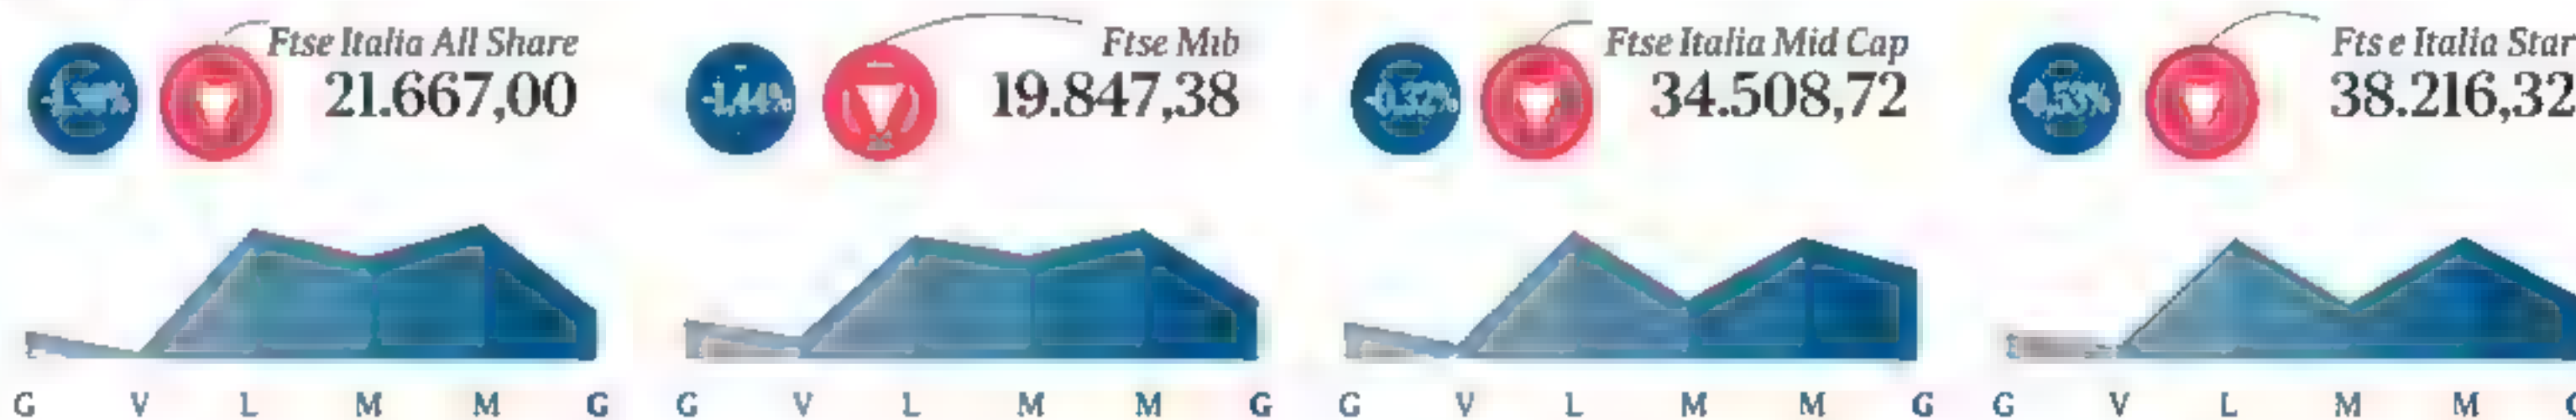 Ftse Italia All Share
21.667,00
Ftse Mib
-1,44%
19.847,38
Ftse Italia Mid Cap
-0,32%
34.508,72
Ftse Italia Star
-0,53%
38.216,32
G V L M M G
G V L M M G
G V L M M G
G V L M M